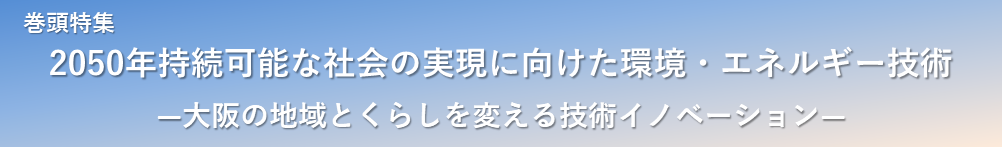 巻頭特集
2050年持続可能な社会の実現に向けた環境・エネルギー技術
―大阪の地域とくらしを変える技術イノベーション―